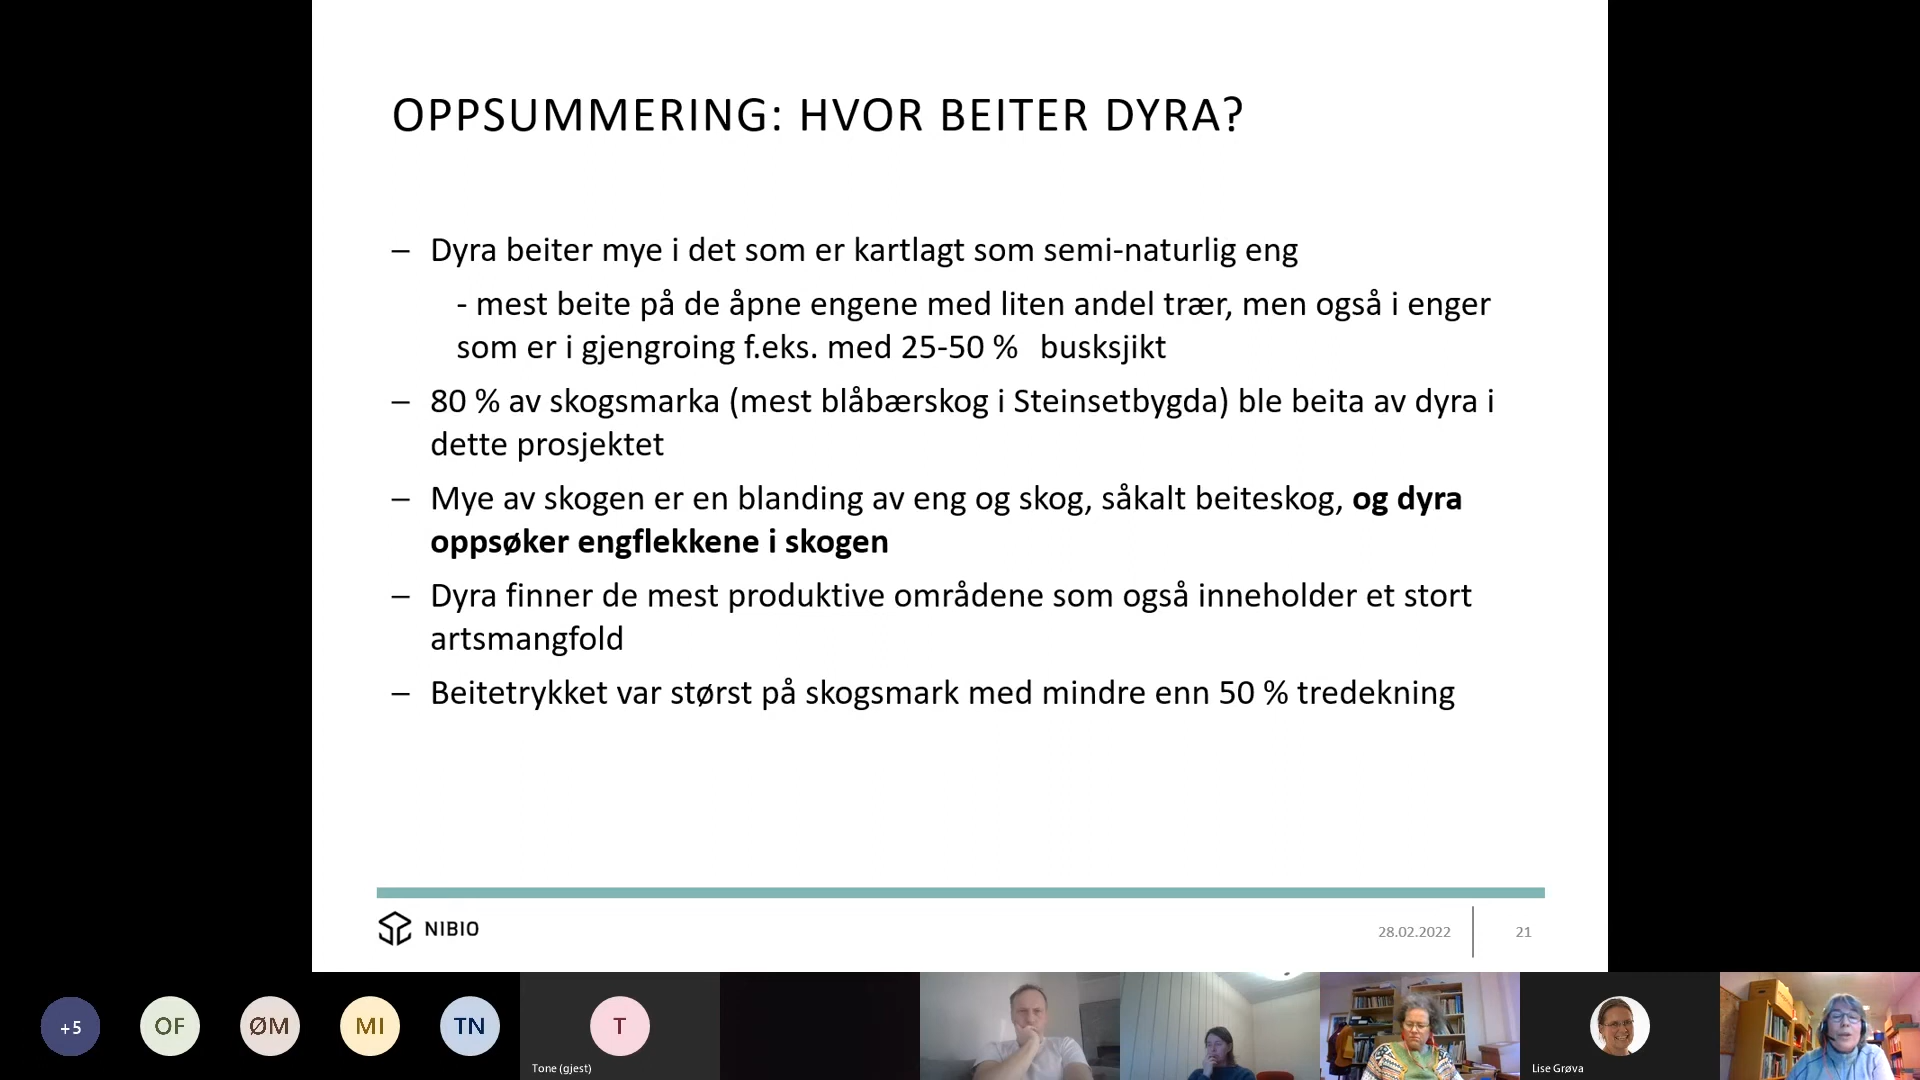 OPPSUMMERING: HVOR BEITER DYRA?
– Dyra beiter mye i det som er kartlagt som semi-naturlig eng
- mest beite på de åpne engene med liten andel trær, men også i enger
som er i gjengroing f.eks. med 25-50 % busksjikt
– 80 % av skogsmarka (mest blåbærskog i Steinsetbygda) ble beita av dyra i
dette prosjektet
– Mye av skogen er en blanding av eng og skog, såkalt beiteskog, og dyra
oppsøker engflekkene i skogen
– Dyra finner de mest produktive områdene som også inneholder et stort
artsmangfold
– Beitetrykket var størst på skogsmark med mindre enn 50 % tredekning
NIBIO
28.02.2022
21
+5
OF
ØM
MI
TN
T
Tone (gjest)
Lise Grøva